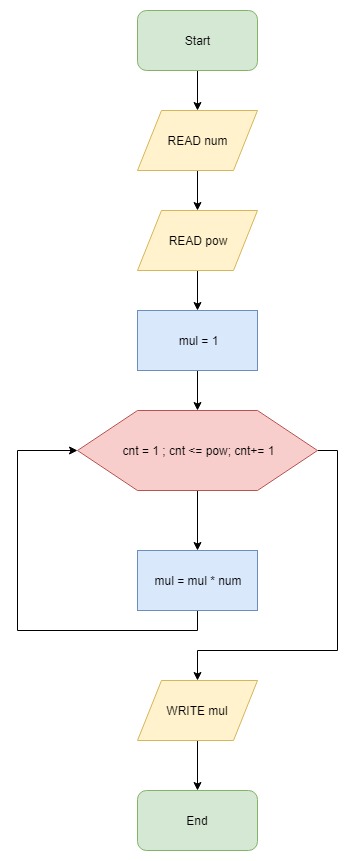 Start
READ num
READ pow
mul = 1
cnt = 1 ; cnt <= pow; cnt+= 1
mul = mul * num
WRITE mul
End